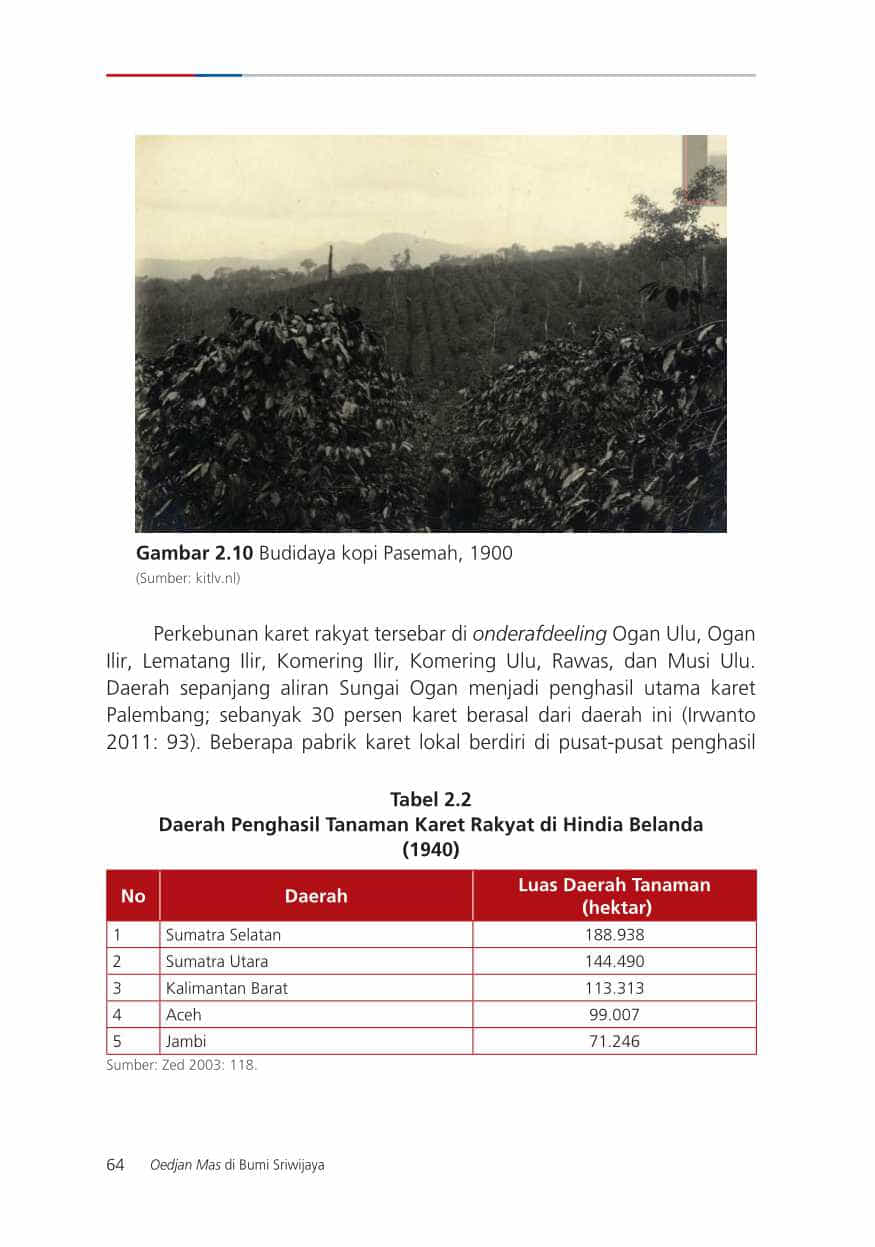 Gambar 2.10 Budidaya kopi Pasemah, 1900
(Sumber: kitlv.nl)
Perkebunan karet rakyat tersebar di onderafdeeling Ogan Ulu, Ogan
Ilir, Lematang Ilir, Komering Ilir, Komering Ulu, Rawas, dan Musi Ulu.
Daerah sepanjang aliran Sungai Ogan menjadi penghasil utama karet
Palembang; sebanyak 30 persen karet berasal dari daerah ini (Irwanto
2011: 93). Beberapa pabrik karet lokal berdiri di pusat-pusat penghasil
Tabel 2.2
Daerah Penghasil Tanaman Karet Rakyat di Hindia Belanda
(1940)
No Daerah Luas Daerah Tanaman
(hektar)
1 Sumatra Selatan 188.938
2 Sumatra Utara 144.490
3 Kalimantan Barat 113.313
4 Aceh 99.007
5 Jambi 71.246
Sumber: Zed 2003: 118.
64 Oedjan Mas di Bumi Sriwijaya